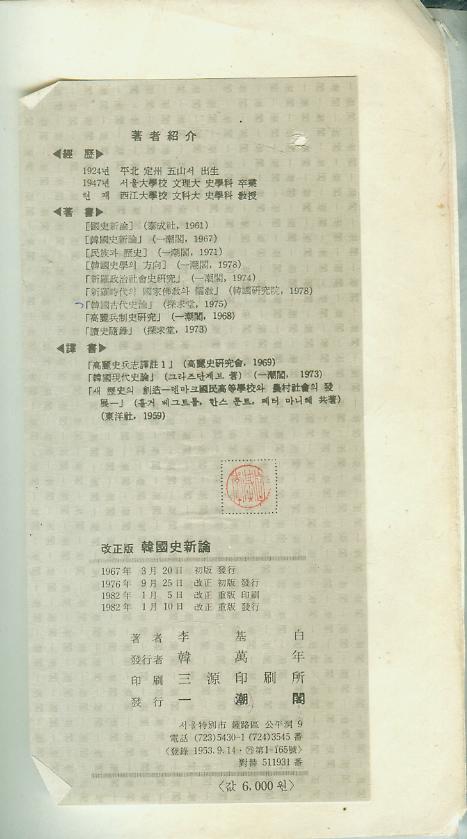 著者紹介
◀經 歷▶
1924년 平北 定州 五山서 出生
1947년 서울大學校 文理大 史學科 卒業
현 재 西江大學校 文科大 史學科 敎授
◀著 書▶
「國史新論」 (泰成社, 1961)
「韓國史新論」 (一潮閣, 1967)
「民族과 歷史」 (一潮閣, 1971)
「韓國史學의 方向」 (一潮閣, 1978)
「新羅政治社會史硏究」 (一潮閣, 1974)
「新羅時代의 國家佛敎와 儒敎」 (韓國硏究院, 1978)
「韓國古代史論」 (探求堂, 1975)
「高麗兵制史硏究」 (一潮閣, 1968)
「讀史隨錄」 (探求堂, 1973)
◀譯 書▶
「高麗史兵志譯註 1」 (高麗史硏究會, 1969)
「韓國現代史論」 (그라즈단제브 著) (一潮閣, 1973)
「새 歷史의 創造—덴마크國民高等學校와 農村社會의 發
展—」 (홀거 베그트룹, 한스 룬트, 페터 마니헤 共著)
(東洋社, 1959)
改正版 韓國史新論
1967年 3月 20日 初版 發行
1976年 9月 25日 改正 初版 發行
1982年 1月 5日 改正 重版 印刷
1982年 1月 10日 改正 重版 發行
著 者 李 基 白
發行者 韓 萬 年
印 刷 三 源 印 刷 所
發 行 一 潮 閣
서울特別市 鍾路區 公平洞 9
電話 (723)5430-1 (724)3545 番
〈登錄 1953.9.14·㉮第1-165號〉
對替 511931 番
〈값 6,000 원〉